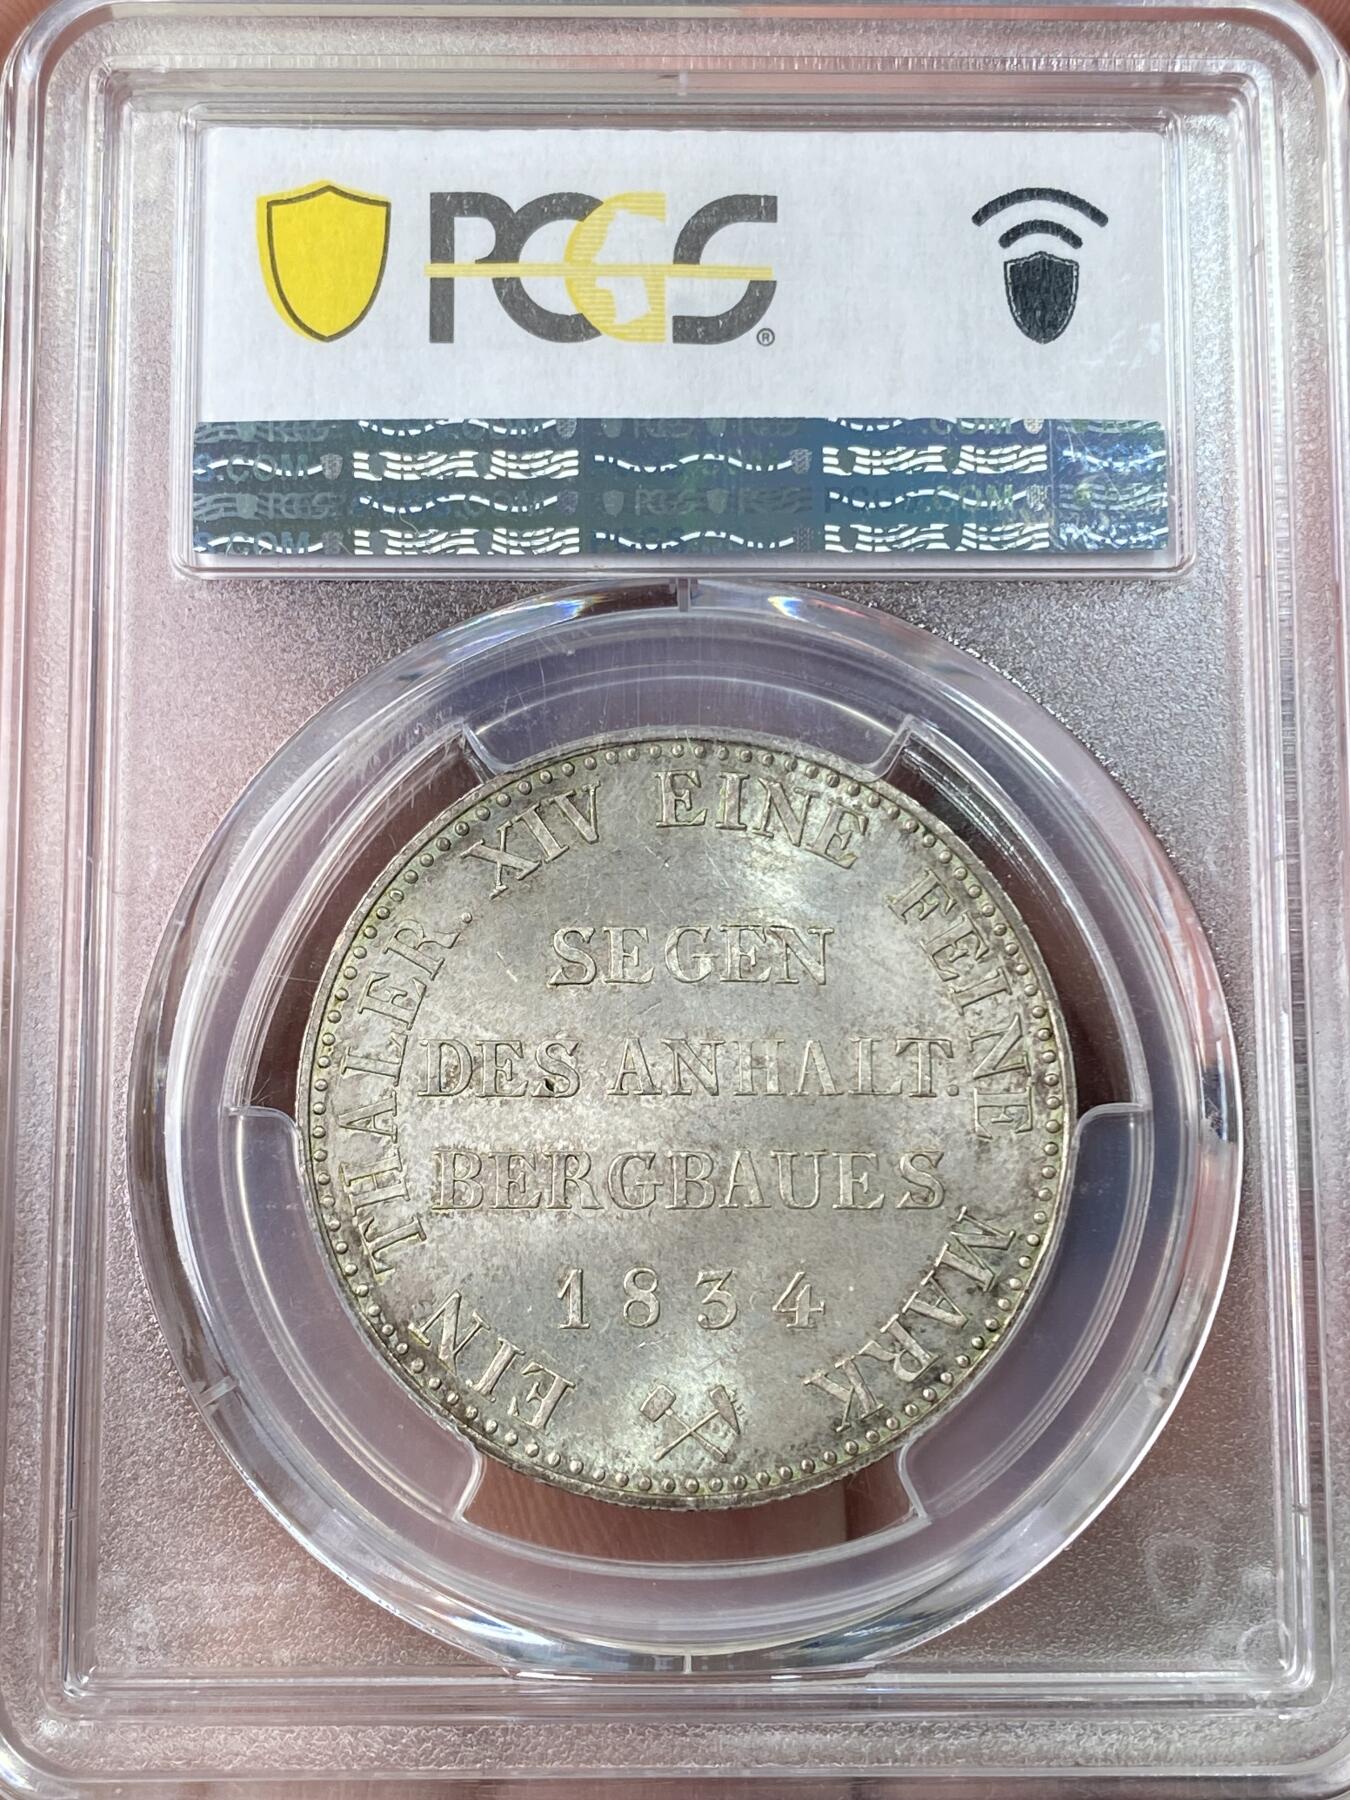 PCGS®
EIN THALER. XIV EINE FEINE MARK
SEGEN
DES ANHALT.
BERGBAUES
1834